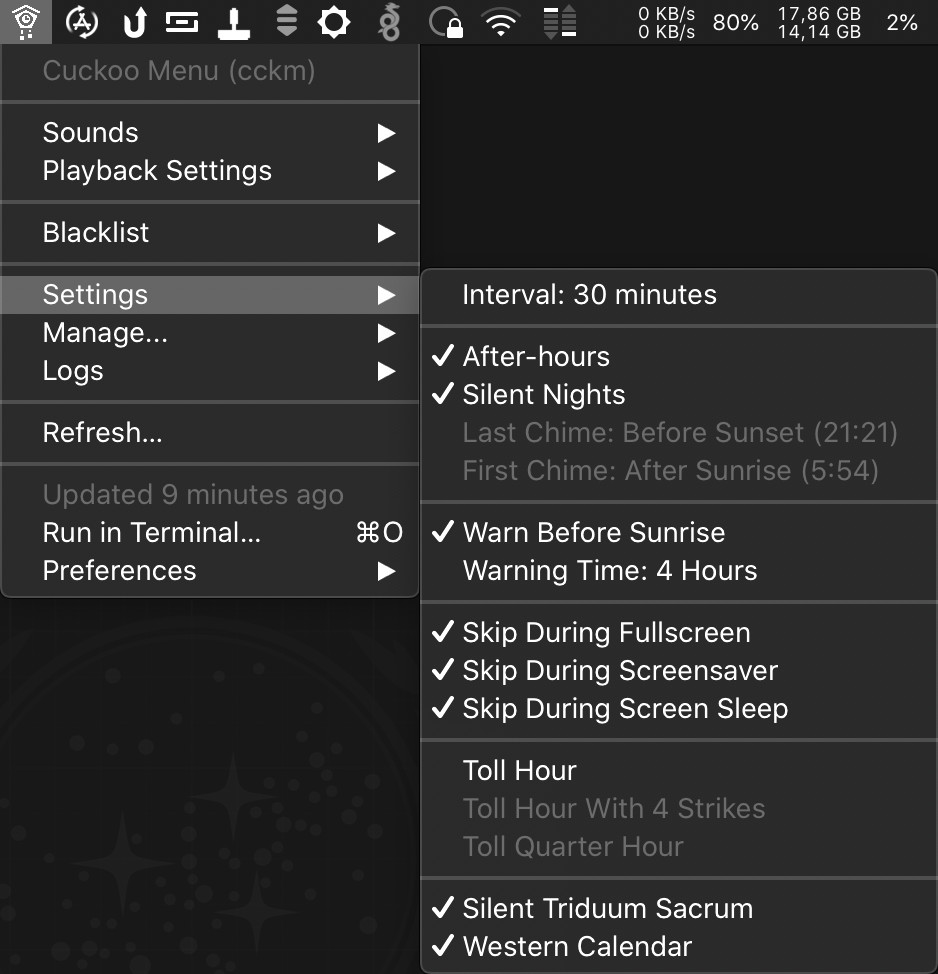 0 KB/s
0 KB/s
80%
17,86 GB
14,14 GB
2%
Cuckoo Menu (cckm)
Sounds
Playback Settings
Blacklist
Settings
Manage...
Logs
Refresh...
Updated 9 minutes ago
Run in Terminal... ⌘O
Preferences
Interval: 30 minutes
After-hours
Silent Nights
Last Chime: Before Sunset (21:21)
First Chime: After Sunrise (5:54)
Warn Before Sunrise
Warning Time: 4 Hours
Skip During Fullscreen
Skip During Screensaver
Skip During Screen Sleep
Toll Hour
Toll Hour With 4 Strikes
Toll Quarter Hour
Silent Triduum Sacrum
Western Calendar